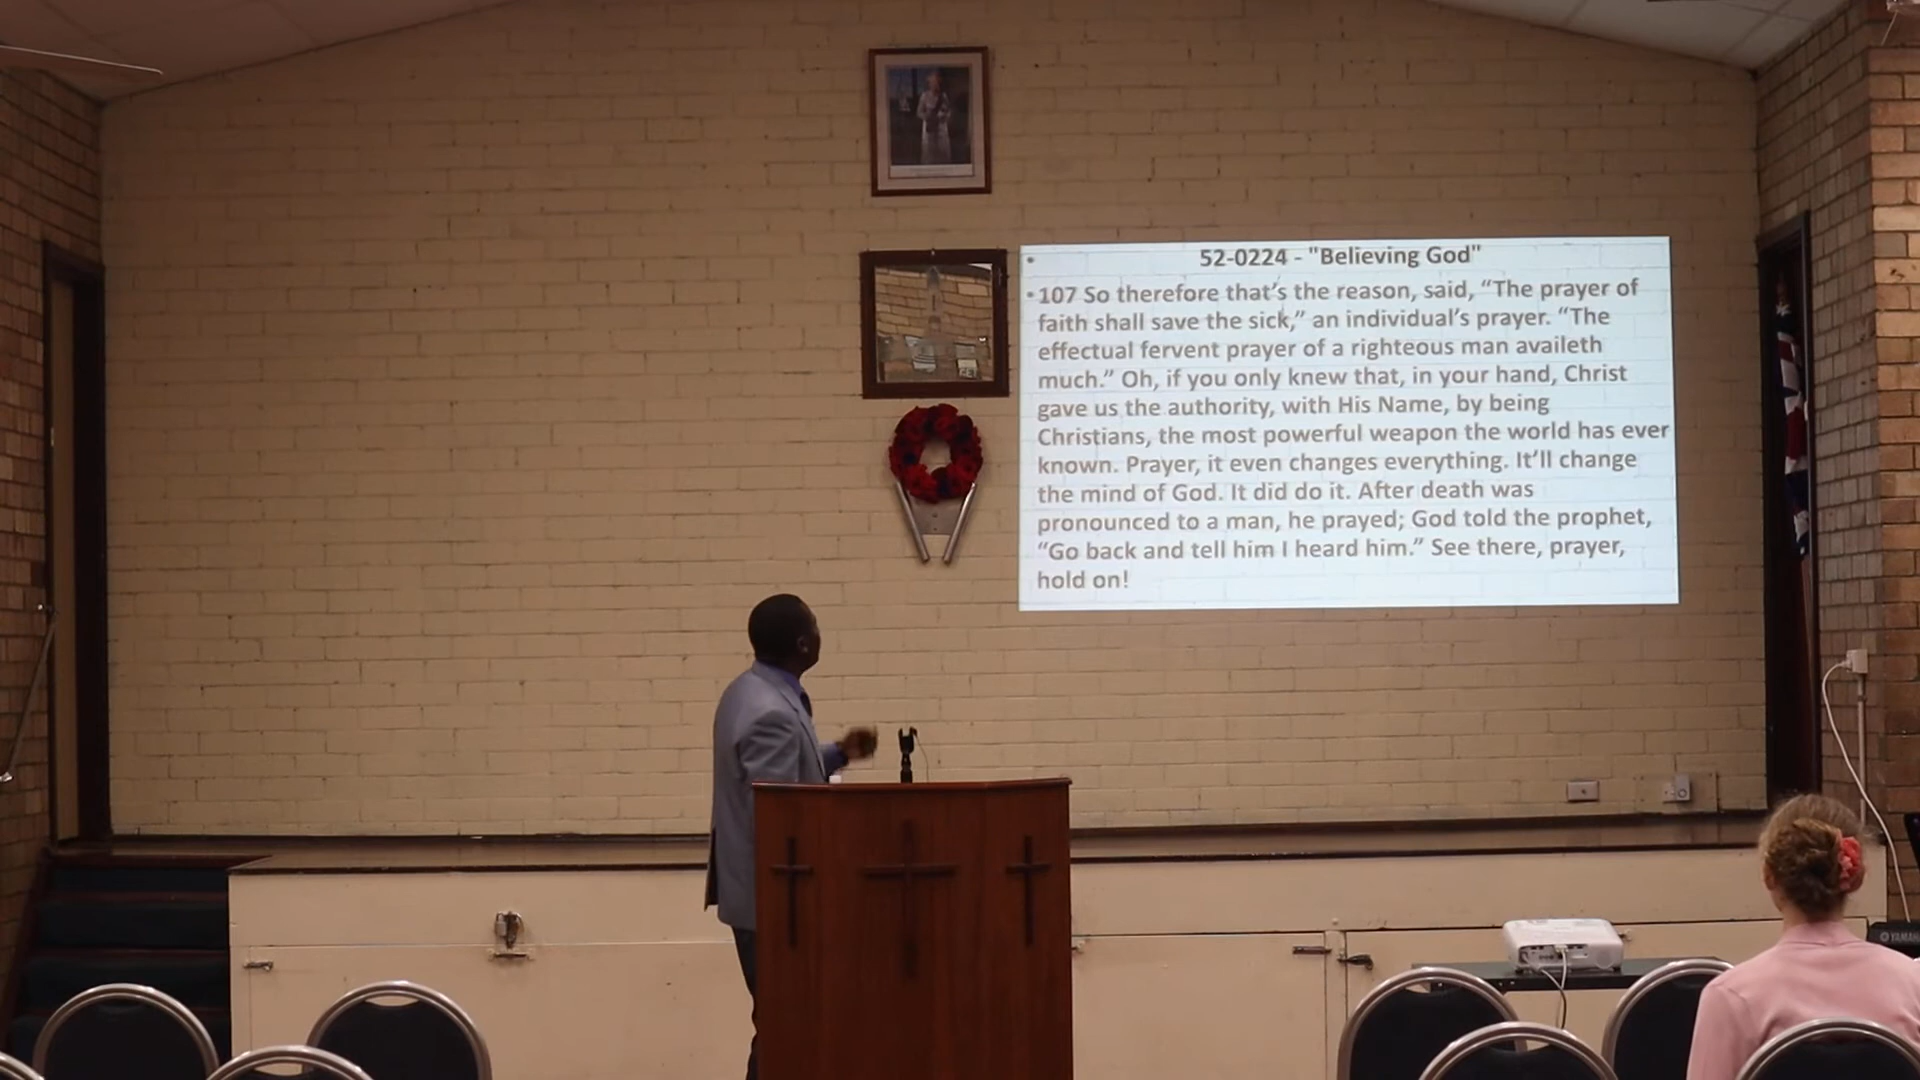 52-0224 - "Believing God"
107 So therefore that's the reason, said, “The prayer of
faith shall save the sick,” an individual's prayer. “The
effectual fervent prayer of a righteous man availeth
much.” Oh, if you only knew that, in your hand, Christ
gave us the authority, with His Name, by being
Christians, the most powerful weapon the world has ever
known. Prayer, it even changes everything. It'll change
the mind of God. It did do it. After death was
pronounced to a man, he prayed; God told the prophet,
“Go back and tell him I heard him.” See there, prayer,
hold on!
YAMAHA